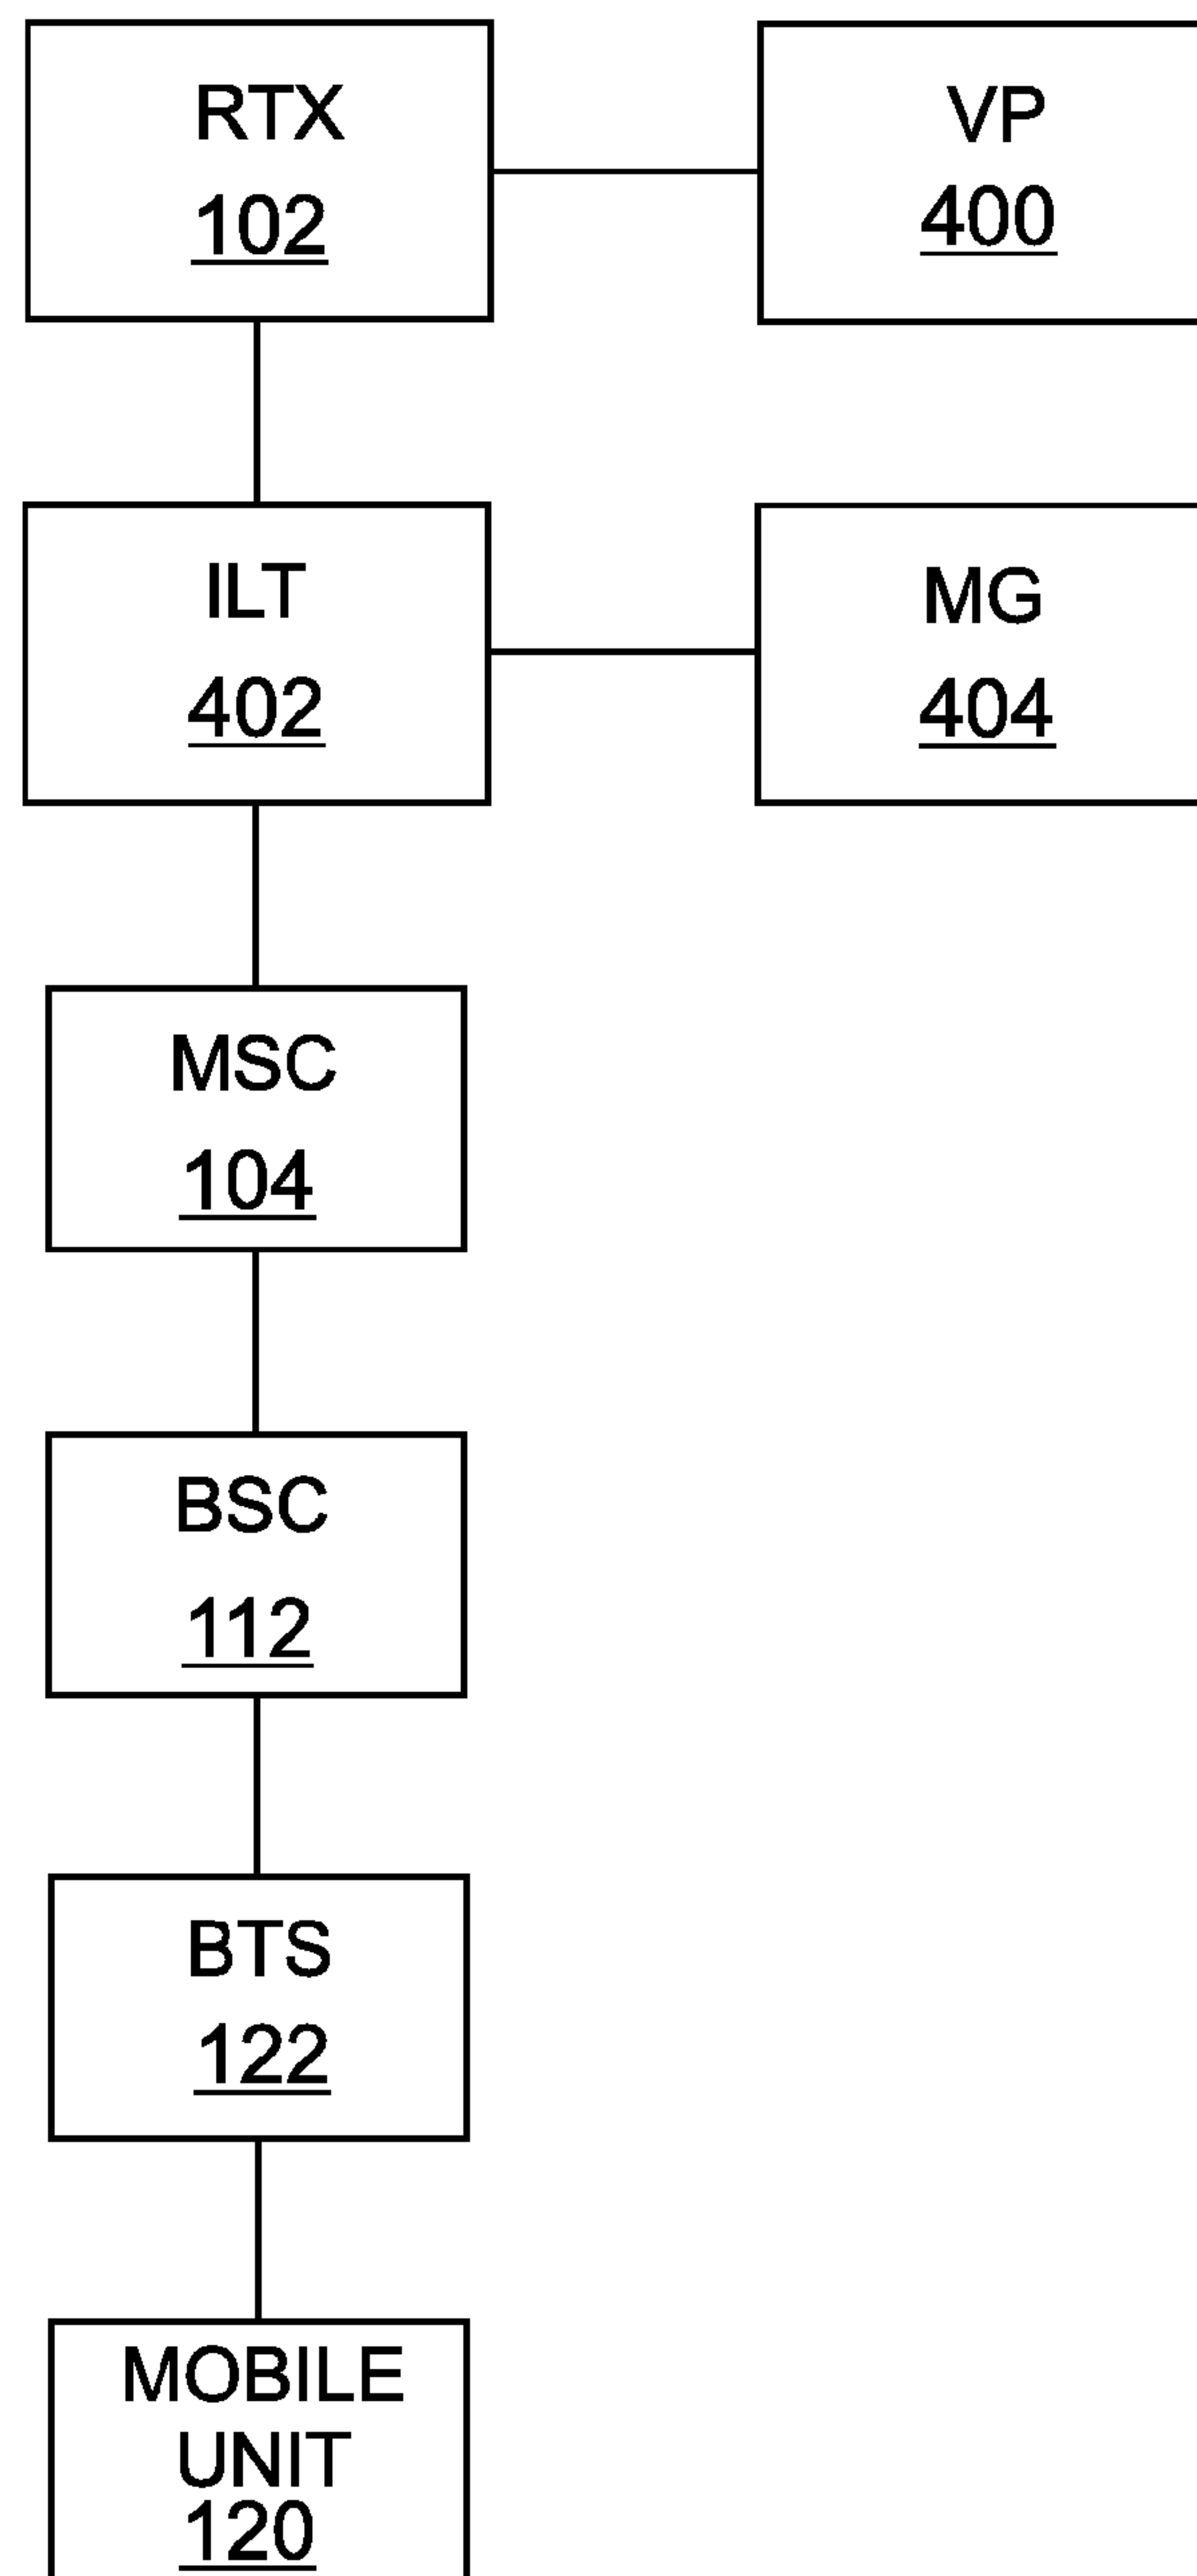 RTX
102
VP
400
ILT
402
MG
404
MSC
104
BSC
112
BTS
122
MOBILE
UNIT
120